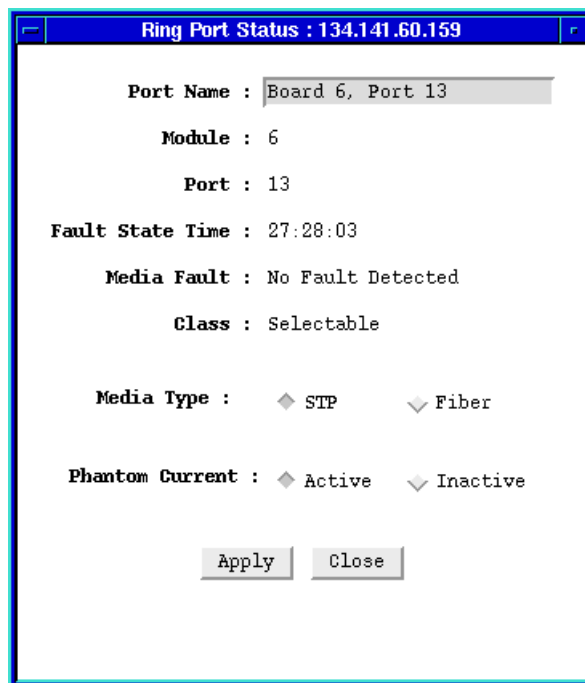 Ring Port Status : 134.141.60.159
Port Name : Board 6, Port 13
Module : 6
Port : 13
Fault State Time : 27:28:03
Media Fault : No Fault Detected
Class : Selectable
Media Type : STP Fiber
Phantom Current : Active Inactive
Apply Close